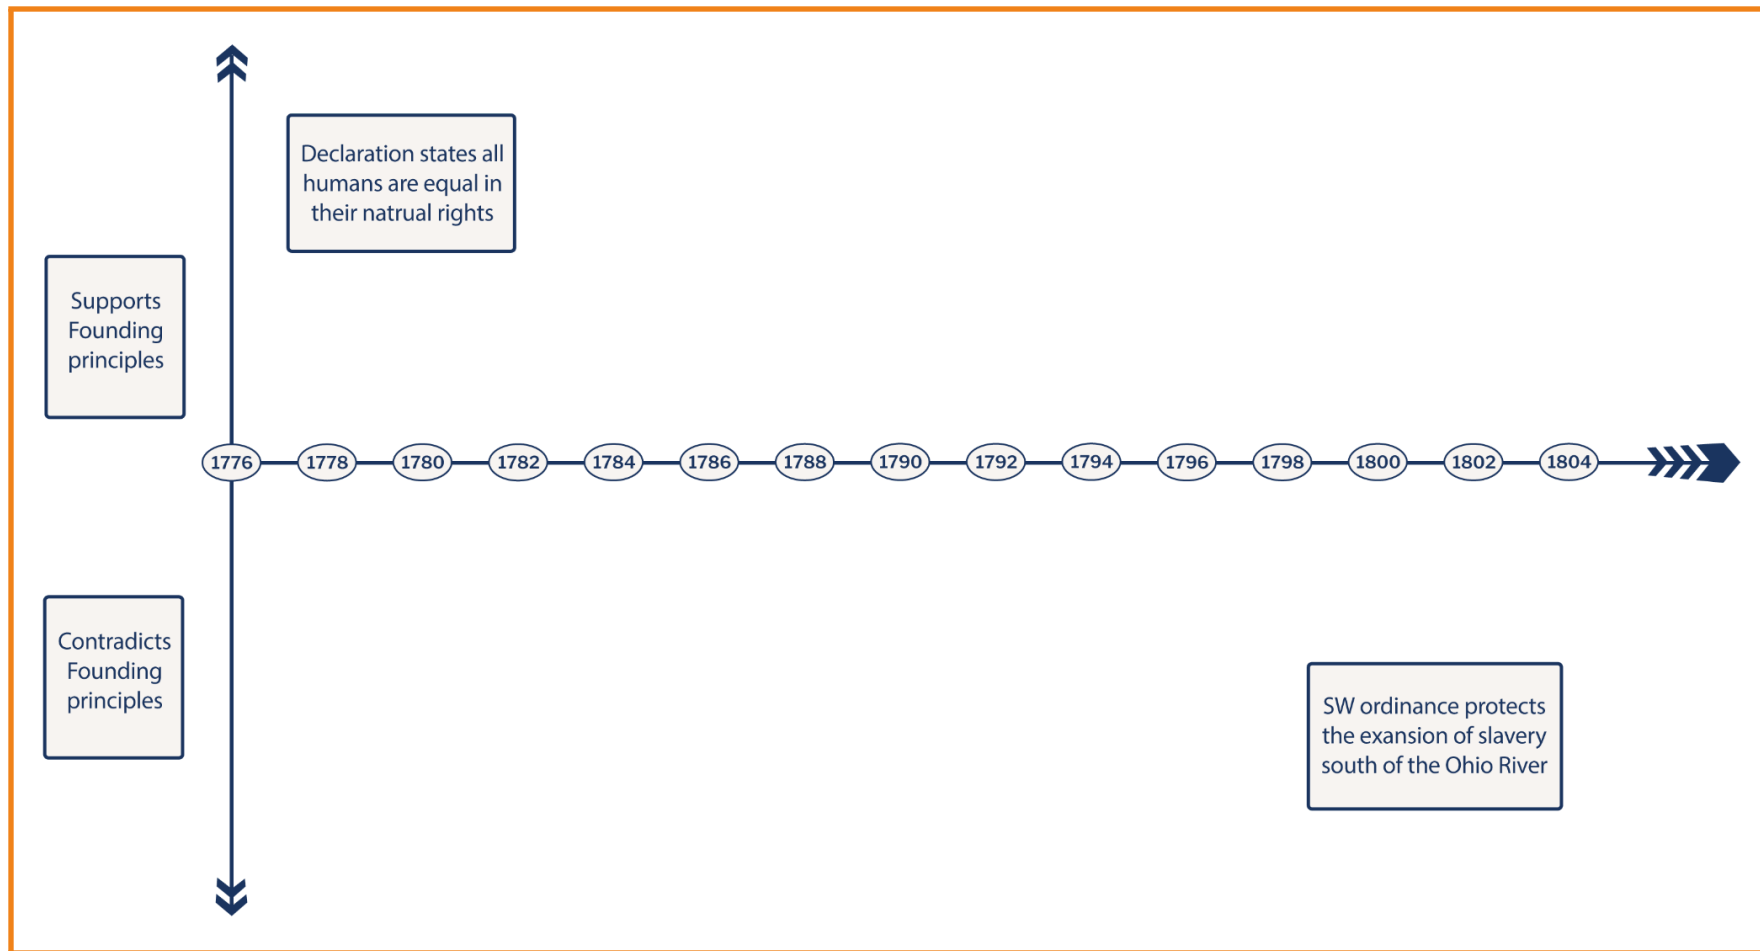 Declaration states all
humans are equal in
their natrual rights
Supports
Founding
principles
1776 1778 1780 1782 1784 1786 1788 1790 1792 1794 1796 1798 1800 1802 1804
Contradicts
Founding
principles
SW ordinance protects
the exansion of slavery
south of the Ohio River